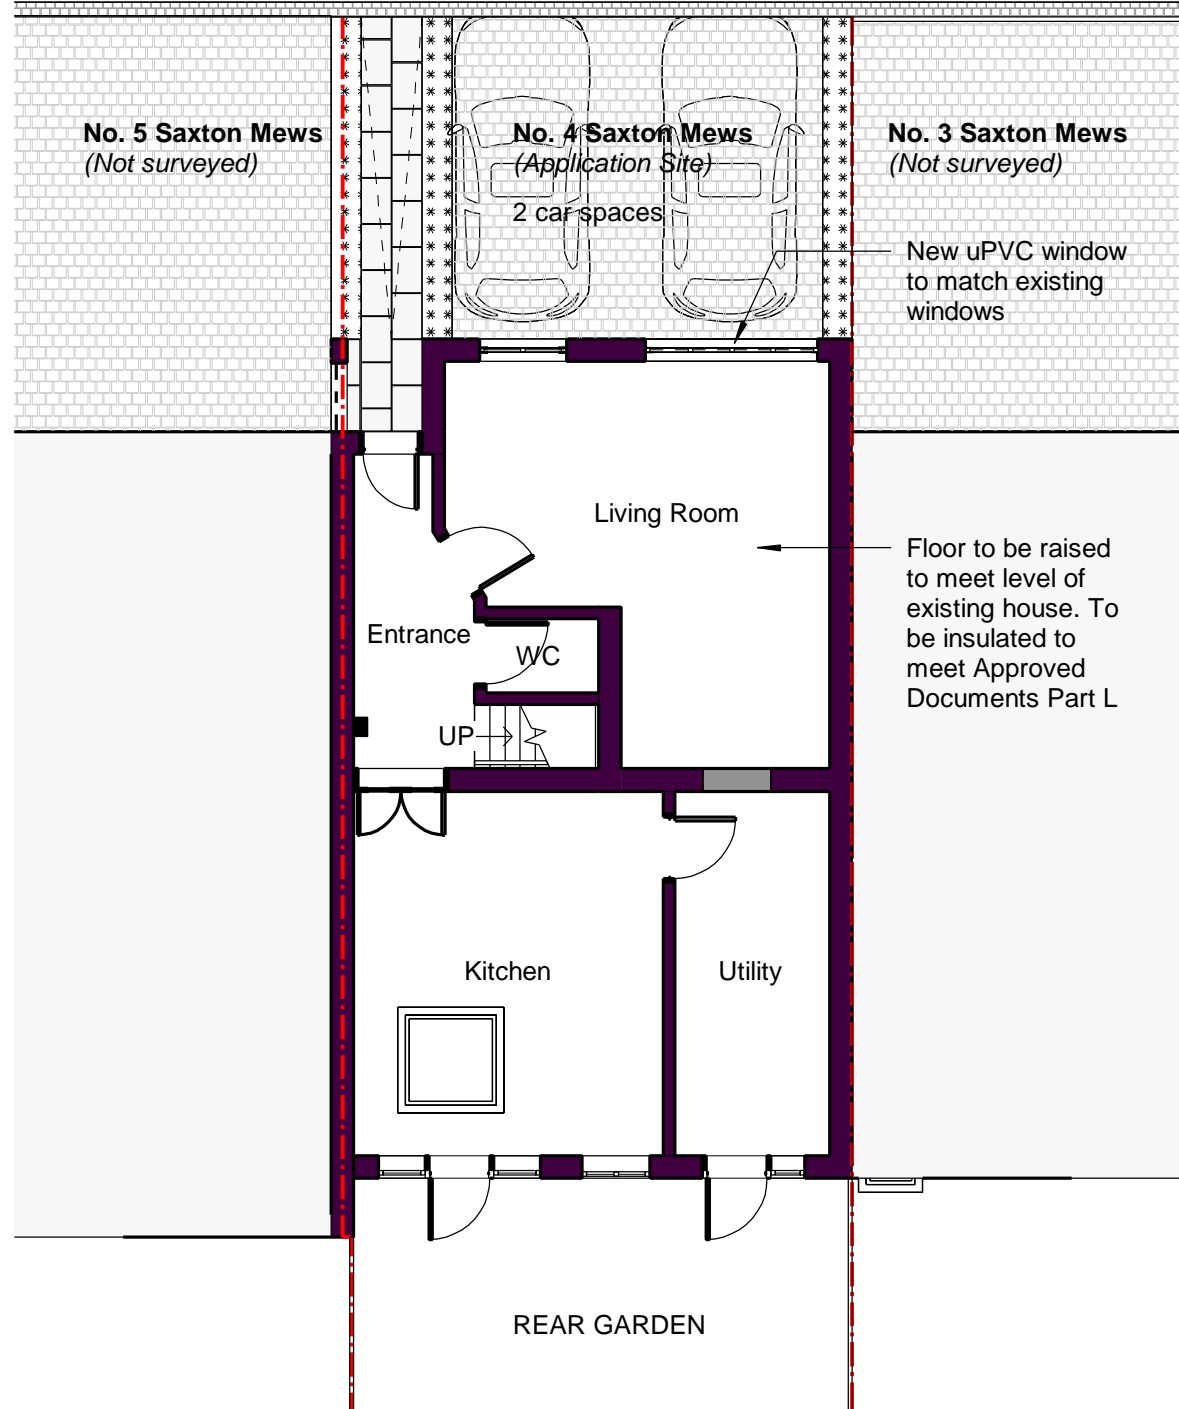 No. 5 Saxton Mews
(Not surveyed)
No. 4 Saxton Mews
(Application Site)
2 car spaces
No. 3 Saxton Mews
(Not surveyed)
New uPVC window
to match existing
windows
Living Room
Floor to be raised
to meet level of
existing house. To
be insulated to
meet Approved
Documents Part L
Entrance
WC
UP
Kitchen
Utility
REAR GARDEN